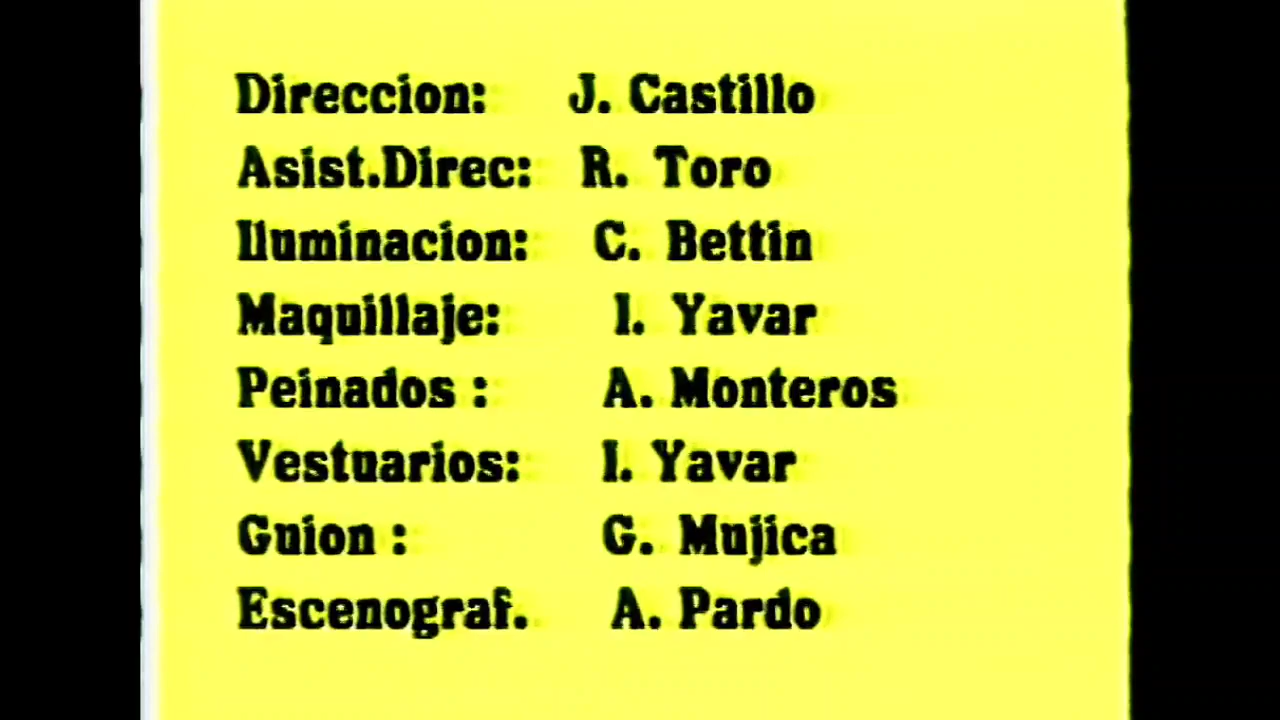 Direccion: J. Castillo
Asist.Direc: R. Toro
Iluminacion: C. Bettin
Maquillaje: I. Yavar
Peinados : A. Monteros
Vestuarios: I. Yavar
Guion : G. Mujica
Escenograf. A. Pardo